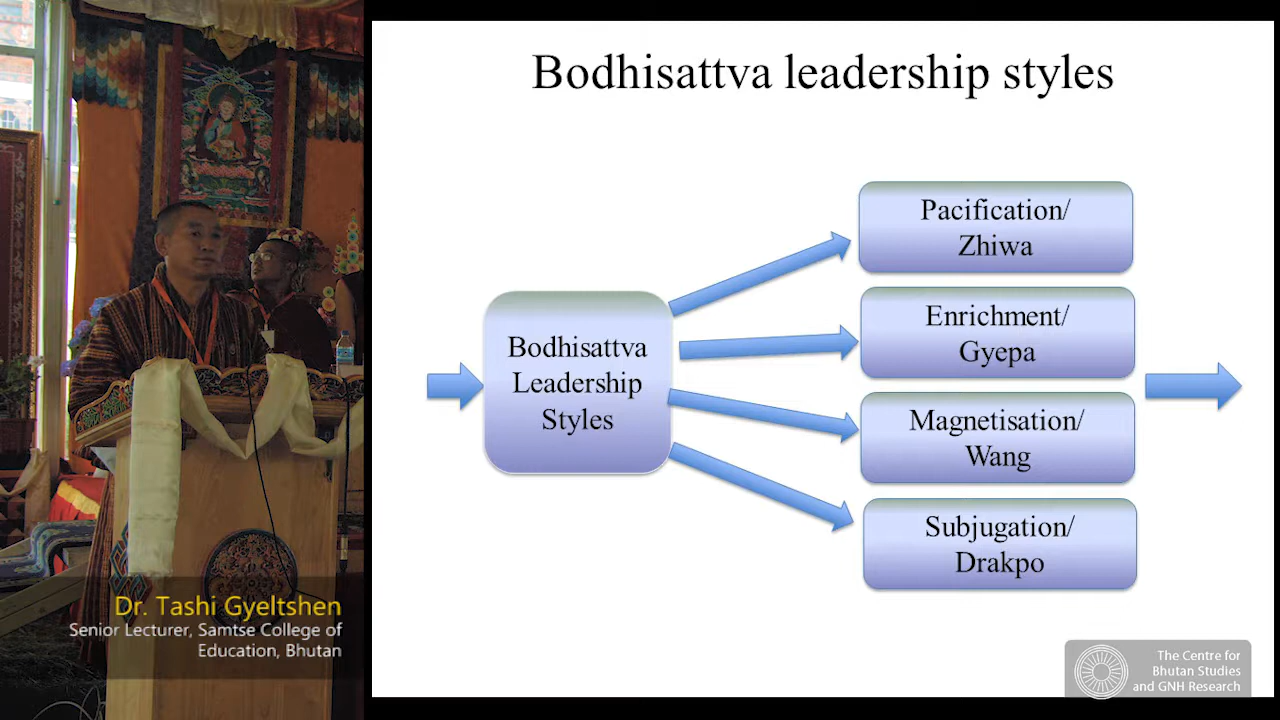 Bodhisattva leadership styles
Bodhisattva
Leadership
Styles
Pacification/
Zhiwa
Enrichment/
Gyepa
Magnetisation/
Wang
Subjugation/
Drakpo
Dr. Tashi Gyeltshen
Senior Lecturer, Samtse College of
Education, Bhutan
The Centre for
Bhutan Studies
and GNH Research